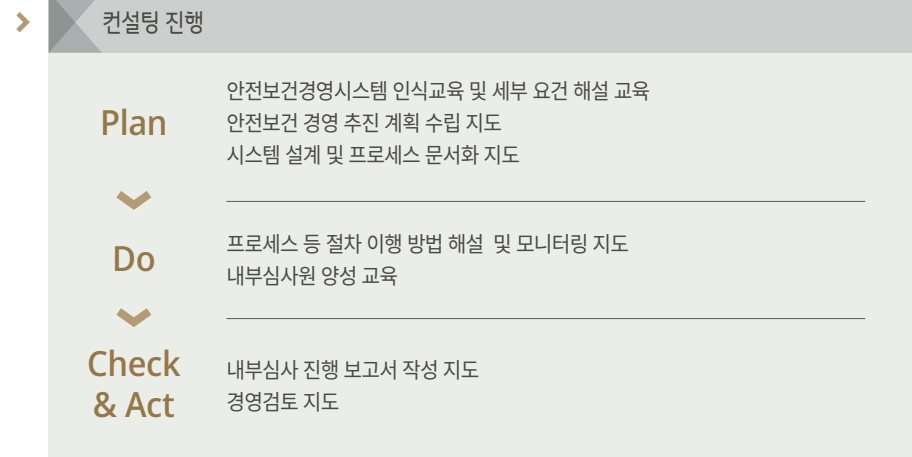 컨설팅 진행
Plan
안전보건경영시스템 인식교육 및 세부 요건 해설 교육
안전보건 경영 추진 계획 수립 지도
시스템 설계 및 프로세스 문서화 지도
Do
프로세스 등 절차 이행 방법 해설 및 모니터링 지도
내부심사원 양성 교육
Check
& Act
내부심사 진행 보고서 작성 지도
경영검토 지도